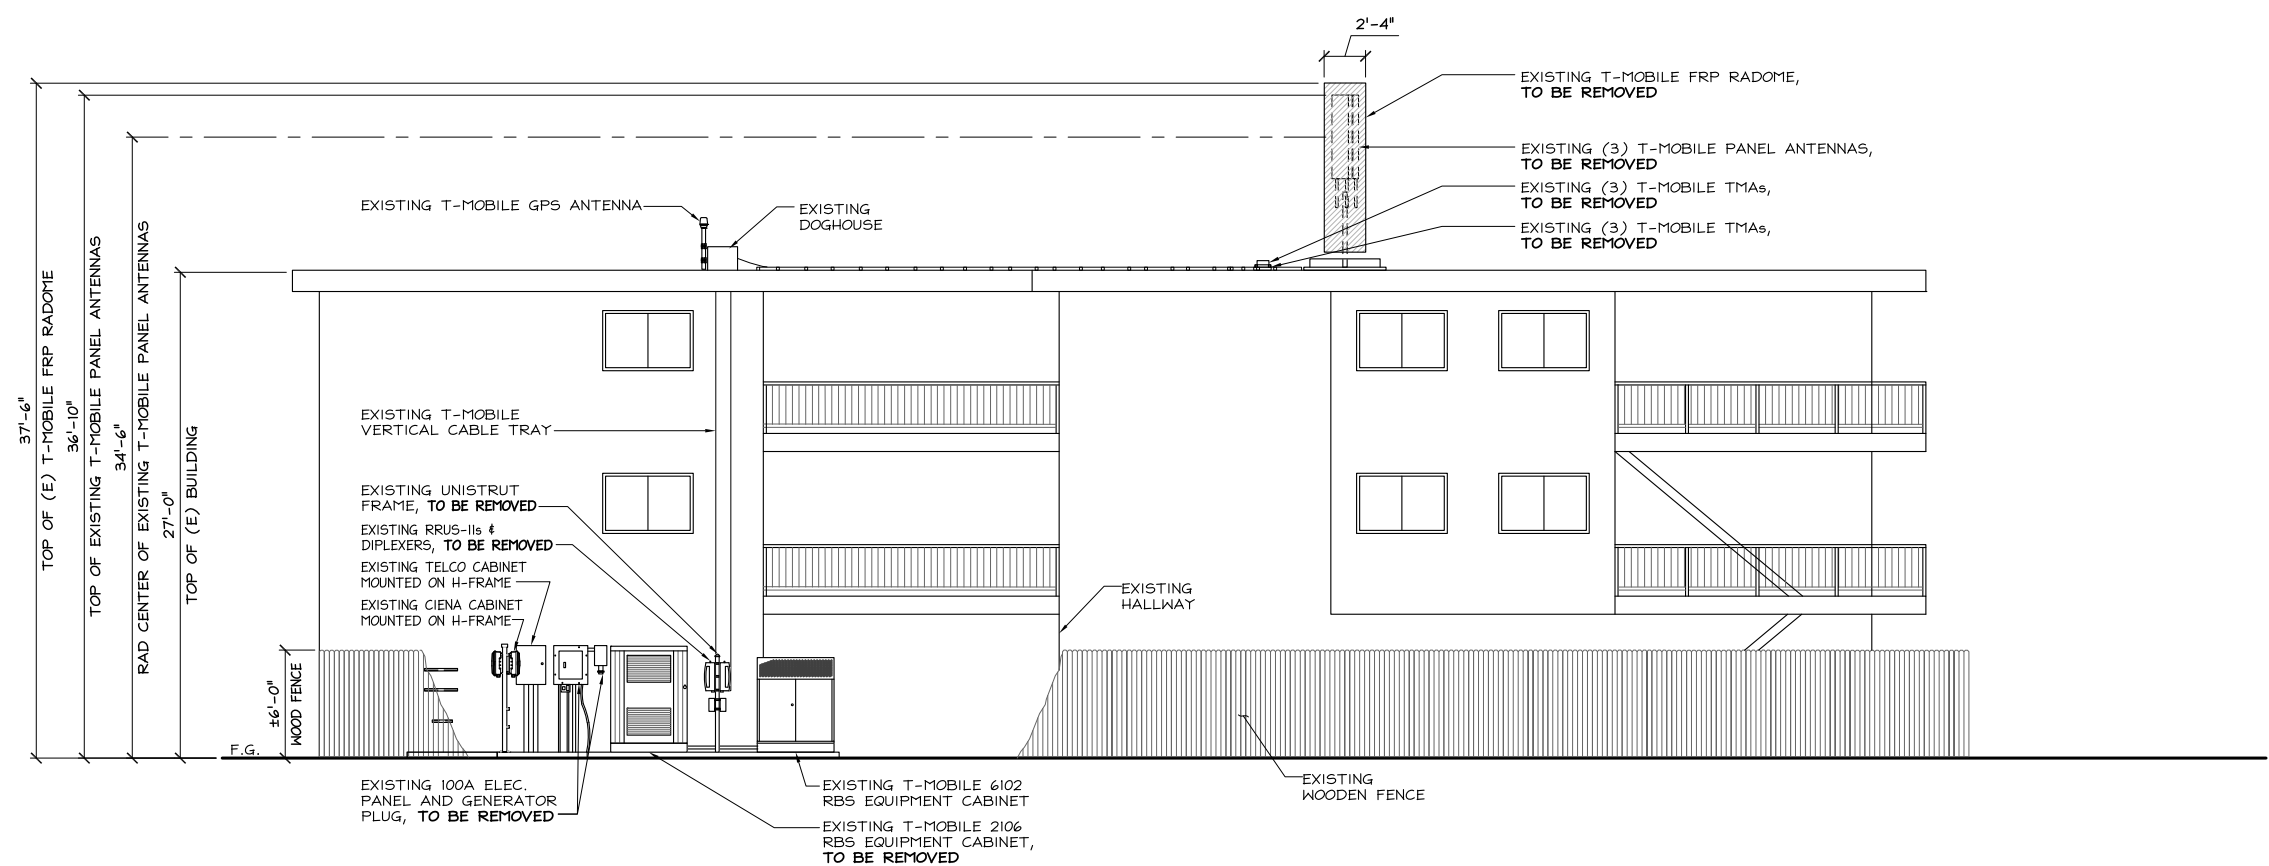 2'-4"
EXISTING T-MOBILE FRP RADOME,
TO BE REMOVED
EXISTING (3) T-MOBILE PANEL ANTENNAS,
TO BE REMOVED
EXISTING (3) T-MOBILE TMAs,
TO BE REMOVED
EXISTING (3) T-MOBILE TMAs,
TO BE REMOVED
EXISTING T-MOBILE GPS ANTENNA
EXISTING
DOGHOUSE
37'-6"
TOP OF (E) T-MOBILE FRP RADOME
36'-10"
TOP OF EXISTING T-MOBILE PANEL ANTENNAS
34'-6"
RAD CENTER OF EXISTING T-MOBILE PANEL ANTENNAS
27'-0"
TOP OF (E) BUILDING
±6'-0"
WOOD FENCE
F.G.
EXISTING T-MOBILE
VERTICAL CABLE TRAY
EXISTING UNISTRUT
FRAME, TO BE REMOVED
EXISTING RRUS-11s &
DIPLEXERS, TO BE REMOVED
EXISTING TELCO CABINET
MOUNTED ON H-FRAME
EXISTING CIENA CABINET
MOUNTED ON H-FRAME
EXISTING
HALLWAY
EXISTING 100A ELEC.
PANEL AND GENERATOR
PLUG, TO BE REMOVED
EXISTING T-MOBILE 6102
RBS EQUIPMENT CABINET
EXISTING T-MOBILE 2106
RBS EQUIPMENT CABINET,
TO BE REMOVED
EXISTING
WOODEN FENCE